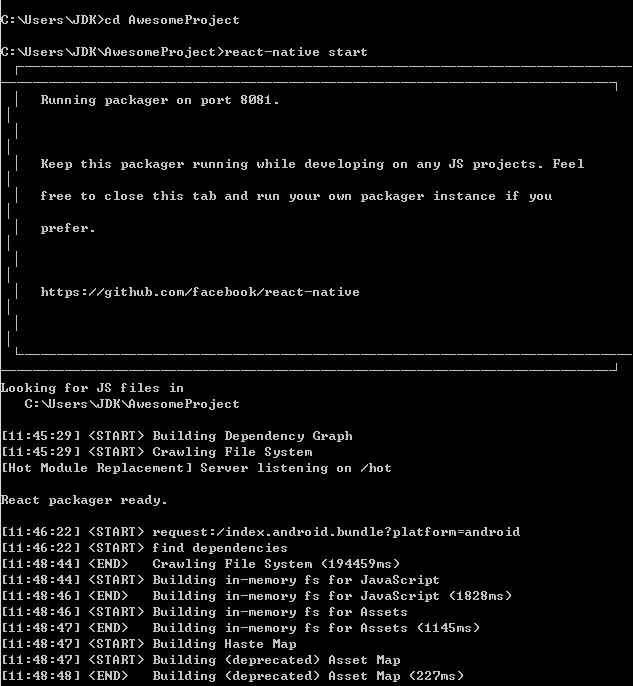 C:\Users\JDK>cd AwesomeProject
C:\Users\JDK\AwesomeProject>react-native start
Running packager on port 8081.
Keep this packager running while developing on any JS projects. Feel
free to close this tab and run your own packager instance if you
prefer.
https://github.com/facebook/react-native
Looking for JS files in
C:\Users\JDK\AwesomeProject
[11:45:29] <START> Building Dependency Graph
[11:45:29] <START> Crawling File System
[Hot Module Replacement] Server listening on /hot
React packager ready.
[11:46:22] <START> request:/index.android.bundle?platform=android
[11:46:22] <START> find dependencies
[11:48:44] <END>   Crawling File System (194459ms)
[11:48:44] <START> Building in-memory fs for JavaScript
[11:48:46] <END>   Building in-memory fs for JavaScript (1828ms)
[11:48:46] <START> Building in-memory fs for Assets
[11:48:47] <END>   Building in-memory fs for Assets (1145ms)
[11:48:47] <START> Building Haste Map
[11:48:47] <START> Building (deprecated) Asset Map
[11:48:48] <END>   Building (deprecated) Asset Map (227ms)